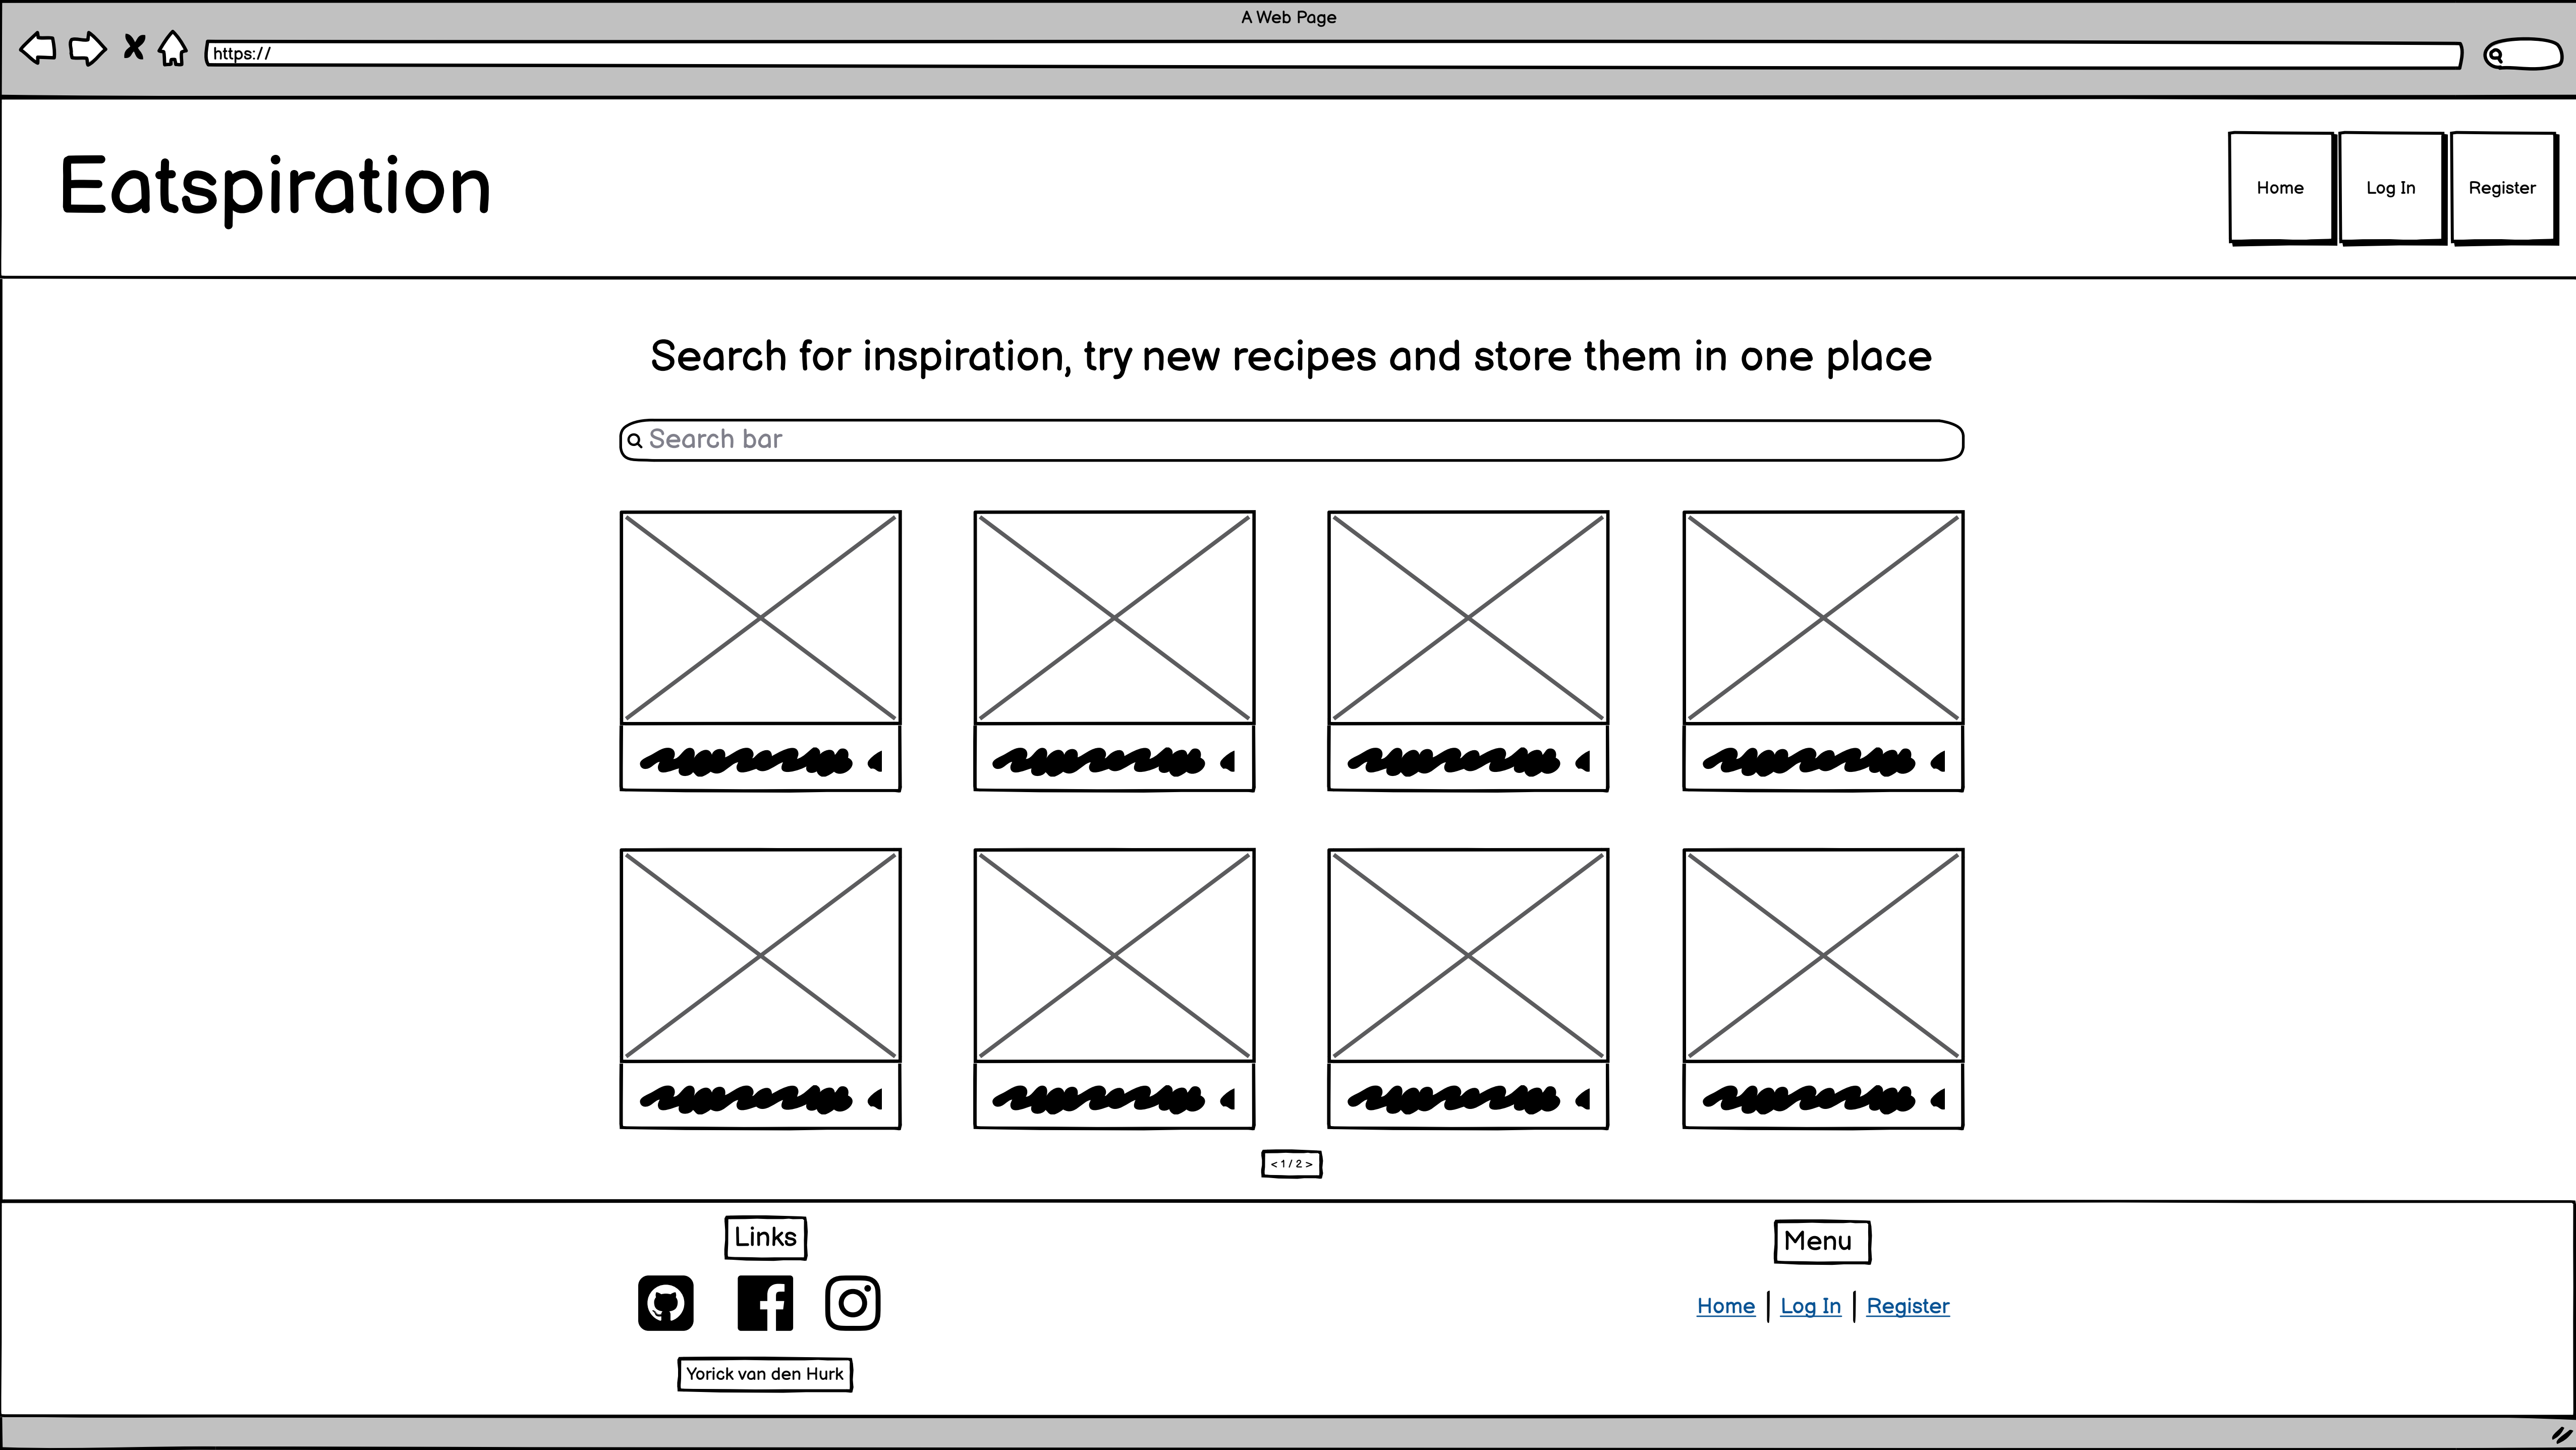 A Web Page
https://
Eatspiration
Home
Log In
Register
Search for inspiration, try new recipes and store them in one place
Search bar
< 1 / 2 >
Links
Menu
Home | Log In | Register
Yorick van den Hurk